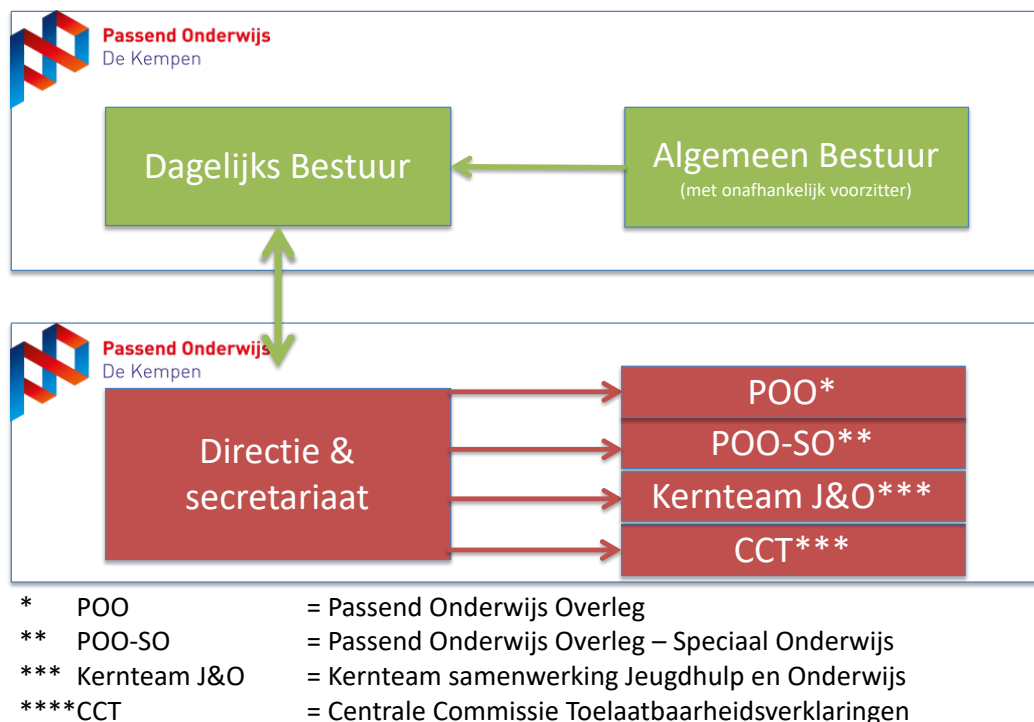 Passend Onderwijs
De Kempen
Dagelijks Bestuur
Algemeen Bestuur
(met onafhankelijk voorzitter)
Passend Onderwijs
De Kempen
Directie &
secretariaat
POO*
POO-SO**
Kernteam J&O***
CCT***
* POO = Passend Onderwijs Overleg
** POO-SO = Passend Onderwijs Overleg – Speciaal Onderwijs
*** Kernteam J&O = Kernteam samenwerking Jeugdhulp en Onderwijs
****CCT = Centrale Commissie Toelaatbaarheidsverklaringen